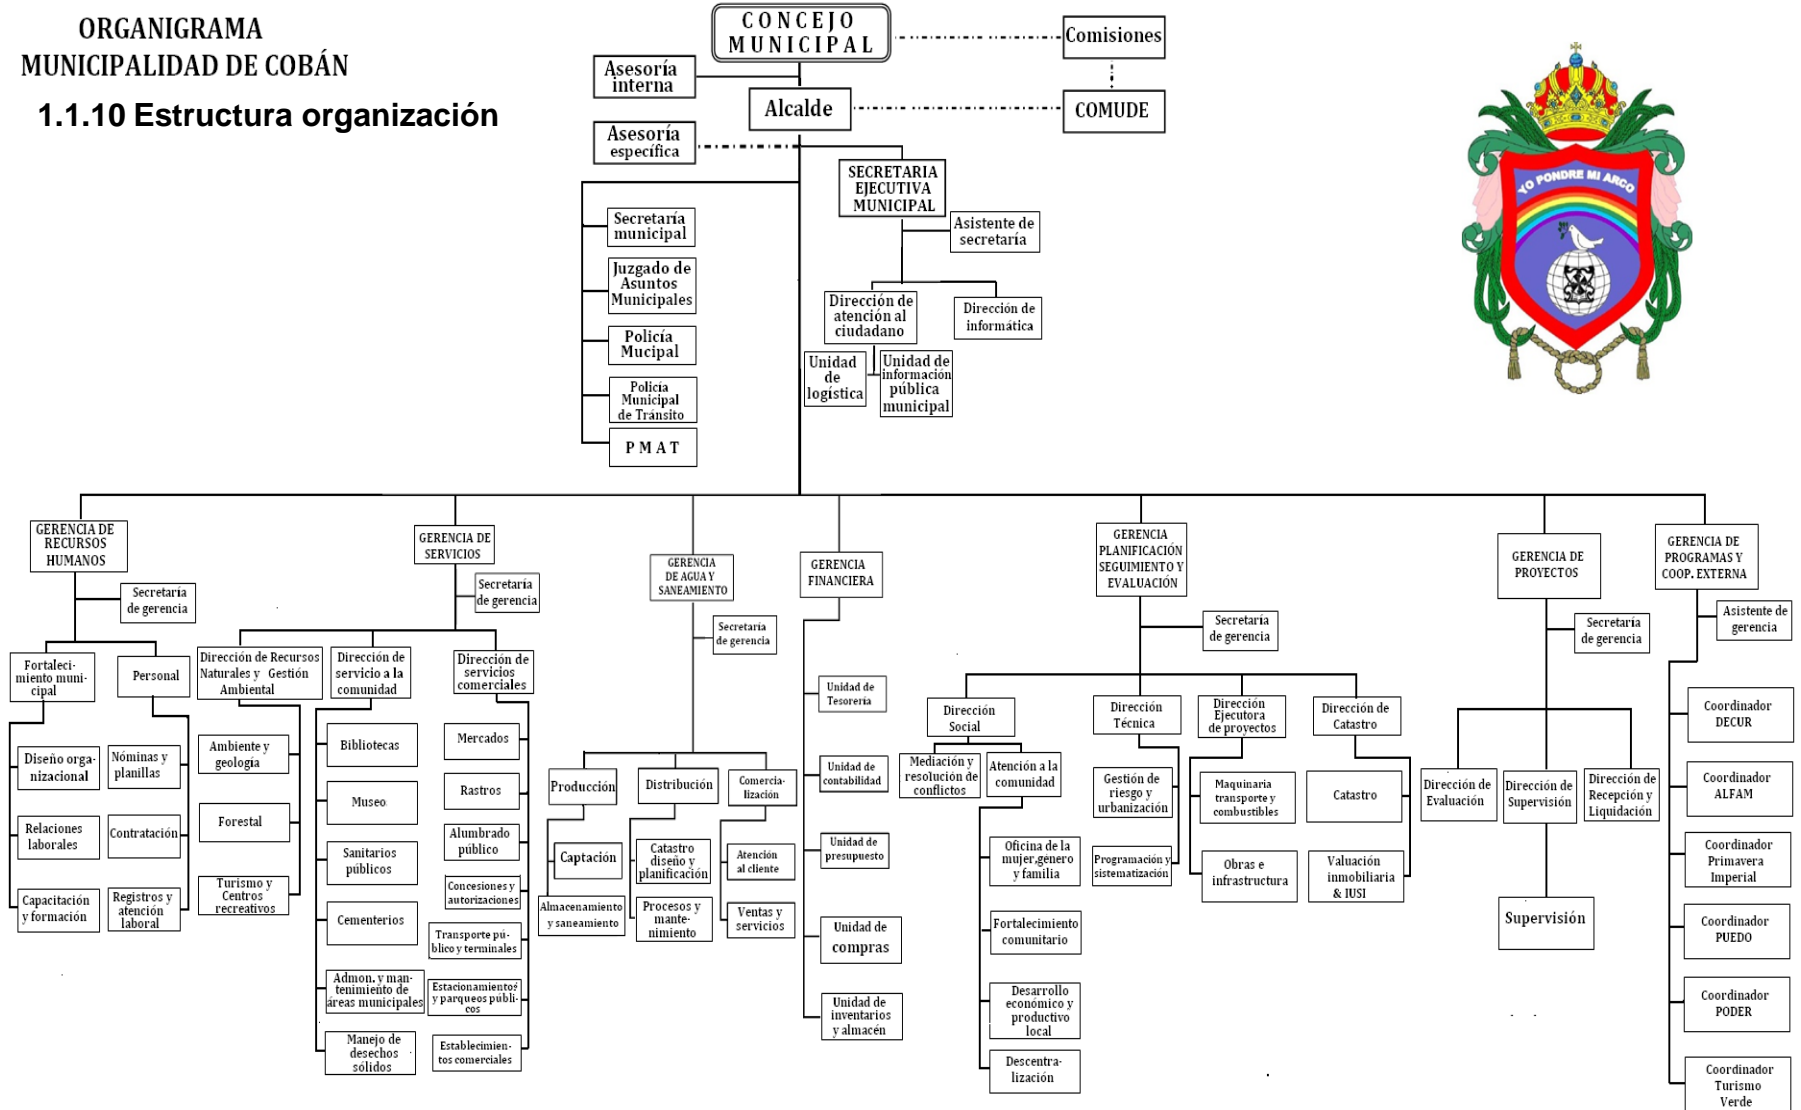 ORGANIGRAMA
MUNICIPALIDAD DE COBÁN
1.1.10 Estructura organización
CONCEJO
MUNICIPAL
Comisiones
Asesoría
interna
Alcalde
COMUDE
Asesoría
específica
SECRETARIA
EJECUTIVA
MUNICIPAL
Asistente de
secretaría
Secretaría
municipal
Juzgado de
Asuntos
Municipales
Policía
Mucipal
Policía
Municipal
de Tránsito
P M A T
Dirección de
atención al
ciudadano
Dirección de
informática
Unidad
de
logística
Unidad de
información
pública
municipal
YO PONDRE MI ARCO
GERENCIA DE
RECURSOS
HUMANOS
Secretaría
de gerencia
Fortaleci-
miento muni-
cipal
Personal
Diseño orga-
nizacional
Relaciones
laborales
Capacitación
y formación
Nóminas y
planillas
Contratación
Registros y
atención
laboral
GERENCIA DE
SERVICIOS
Secretaría
de gerencia
Dirección de Recursos
Naturales y Gestión
Ambiental
Dirección de
servicio a la
comunidad
Dirección de
servicios
comerciales
Ambiente y
geología
Forestal
Turismo y
Centros
recreativos
Bibliotecas
Museo
Sanitarios
públicos
Cementerios
Admon. y man-
tenimiento de
áreas municipales
Manejo de
desechos
sólidos
Mercados
Rastros
Alumbrado
público
Concesiones y
autorizaciones
Transporte pú-
blico y terminales
Estacionamientos
y parqueos públi-
cos
Establecimien-
tos comerciales
GERENCIA
DE AGUA Y
SANEAMIENTO
Secretaría
de gerencia
Producción
Distribución
Comercia-
lización
Captación
Almacenamiento
y saneamiento
Catastro
diseño y
planificación
Procesos y
mante-
nimiento
Atención
al cliente
Ventas y
servicios
GERENCIA
FINANCIERA
Unidad de
Tesorería
Unidad de
contabilidad
Unidad de
presupuesto
Unidad de
compras
Unidad de
inventarios
y almacén
GERENCIA
PLANIFICACIÓN
SEGUIMIENTO Y
EVALUACIÓN
Secretaría
de gerencia
Dirección
Social
Dirección
Técnica
Dirección
Ejecutora
de proyectos
Dirección de
Catastro
Mediación y
resolución de
conflictos
Atención a la
comunidad
Oficina de la
mujer,género
y familia
Fortalecimiento
comunitario
Desarrollo
económico y
productivo
local
Descentra-
lización
Gestión de
riesgo y
urbanización
Programación y
sistematización
Maquinaria
transporte y
combustibles
Obras e
infrastructura
Catastro
Valuación
inmobiliaria
& IUSI
GERENCIA DE
PROYECTOS
Secretaría
de gerencia
Dirección de
Evaluación
Dirección de
Supervisión
Dirección de
Recepción y
Liquidación
Supervisión
GERENCIA DE
PROGRAMAS Y
COOP. EXTERNA
Asistente de
gerencia
Coordinador
DECUR
Coordinador
ALFAM
Coordinador
Primavera
Imperial
Coordinador
PUEDO
Coordinador
PODER
Coordinador
Turismo
Verde